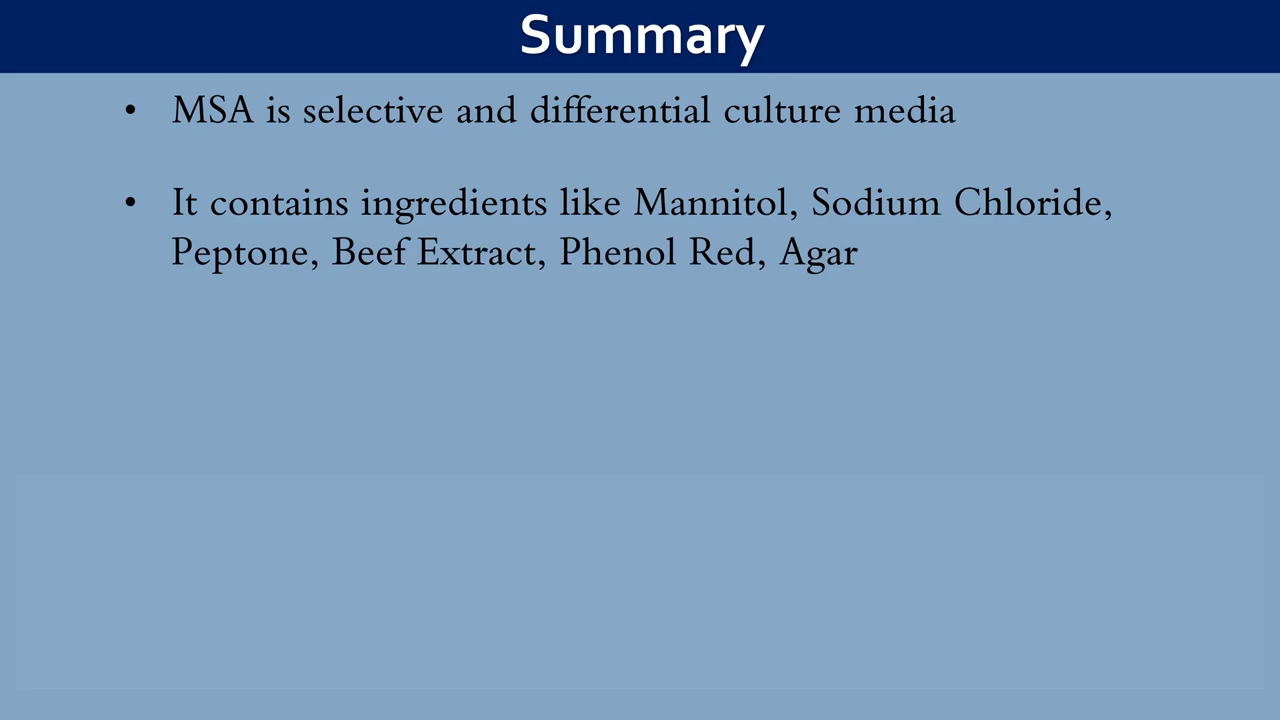 Summary
• MSA is selective and differential culture media
• It contains ingredients like Mannitol, Sodium Chloride,
Peptone, Beef Extract, Phenol Red, Agar